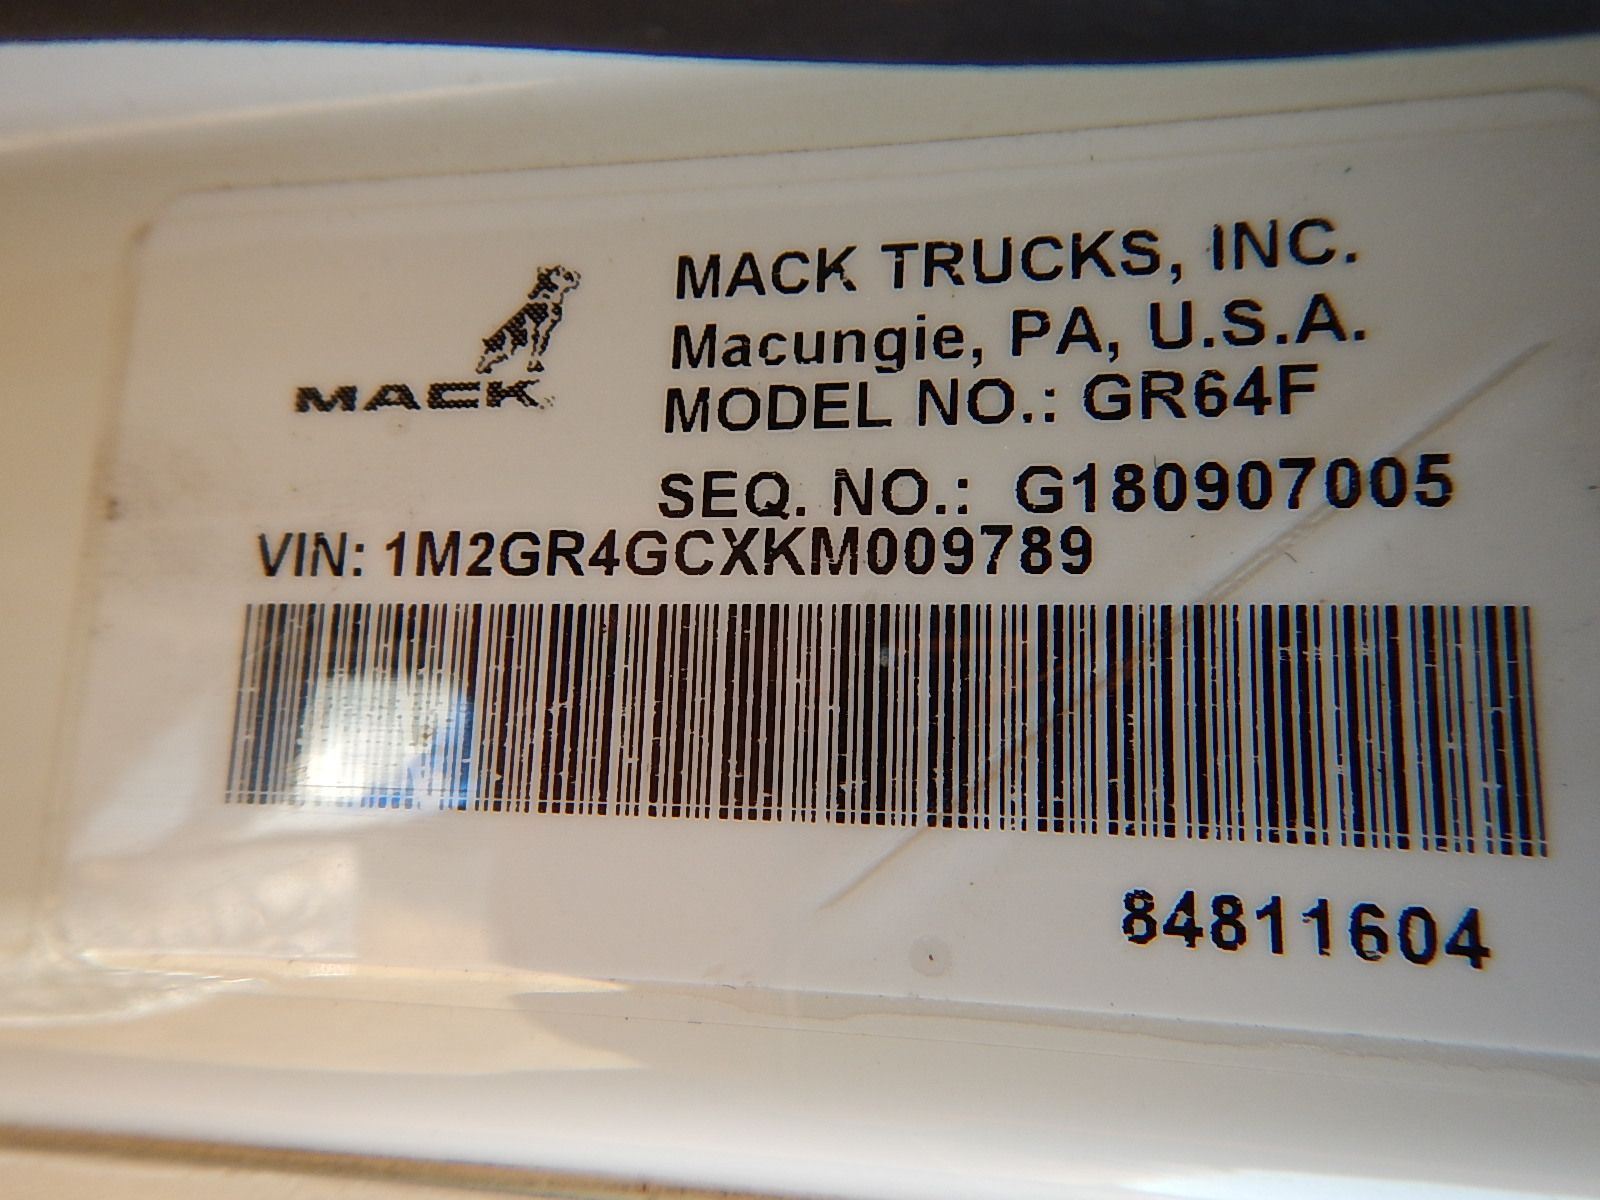 MACK
MACK TRUCKS, INC.
Macungie, PA, U.S.A.
MODEL NO.: GR64F
SEQ. NO.: G180907005
VIN: 1M2GR4GCXKM009789
84811604